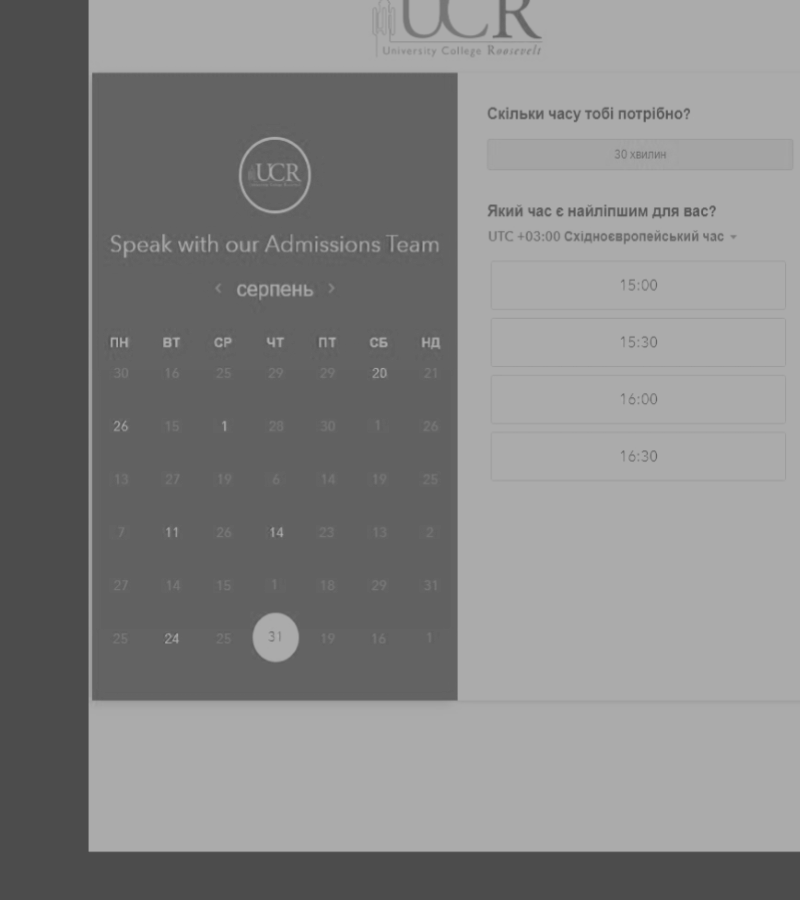 UCR
University College Roosevelt
UCR
Speak with our Admissions Team
< серпень >
ПН ВТ СР ЧТ ПТ СБ НД
30 16 25 29 29 20 21
26 15 1 28 30 1 26
13 27 19 6 14 19 25
7 11 26 14 23 13 2
27 14 15 1 18 29 31
25 24 25 31 19 16 1
Скільки часу тобі потрібно?
30 хвилин
Який час є найліпшим для вас?
UTC +03:00 Східноєвропейський час
15:00
15:30
16:00
16:30